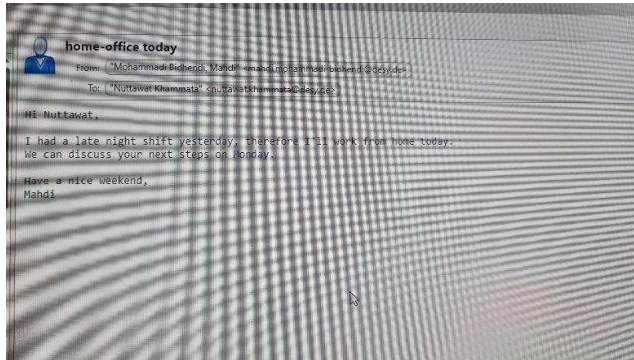 home-office today
From: "Mohammadi Bidhendi, Mahdi" <mahdi.mohammadi-bidhendi@desy.de>
To: "Nuttawat Khammata" <nuttawat.khammata@desy.de>
Hi Nuttawat,
I had a late night shift yesterday, therefore I'll work from home today.
We can discuss your next steps on Monday.
Have a nice weekend,
Mahdi